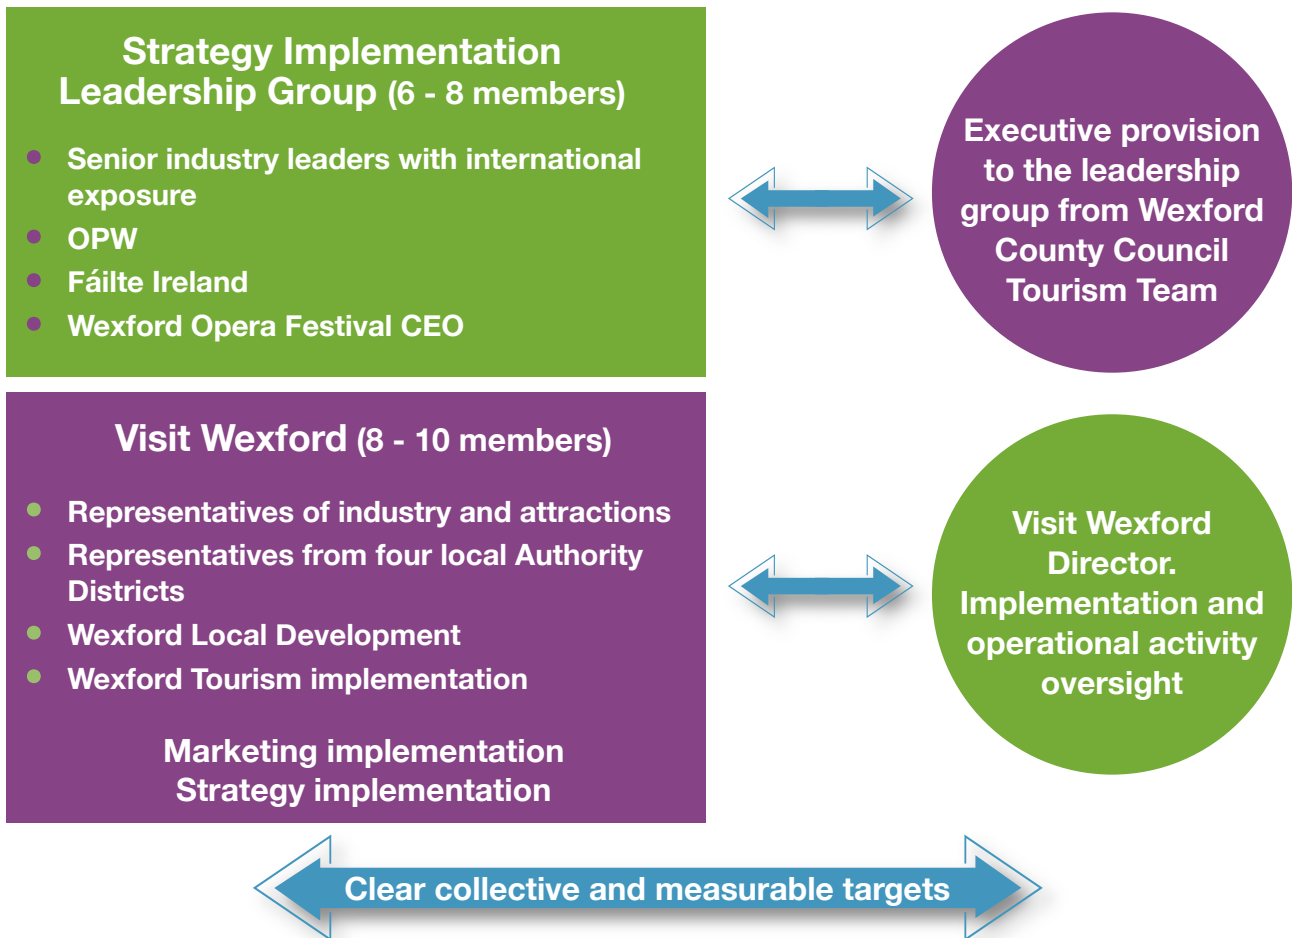 Strategy Implementation
Leadership Group (6 - 8 members)
• Senior industry leaders with international
exposure
• OPW
• Fáilte Ireland
• Wexford Opera Festival CEO
Executive provision
to the leadership
group from Wexford
County Council
Tourism Team
Visit Wexford (8 - 10 members)
• Representatives of industry and attractions
• Representatives from four local Authority
Districts
• Wexford Local Development
• Wexford Tourism implementation
Marketing implementation
Strategy implementation
Visit Wexford
Director.
Implementation and
operational activity
oversight
Clear collective and measurable targets